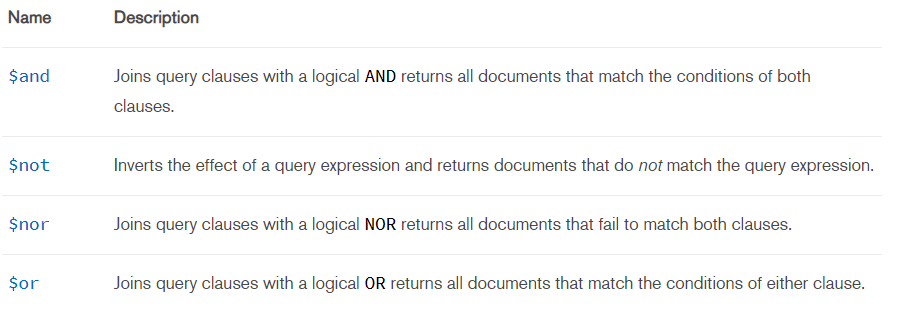 Name Description
$and Joins query clauses with a logical AND returns all documents that match the conditions of both
clauses.
$not Inverts the effect of a query expression and returns documents that do not match the query expression.
$nor Joins query clauses with a logical NOR returns all documents that fail to match both clauses.
$or Joins query clauses with a logical OR returns all documents that match the conditions of either clause.